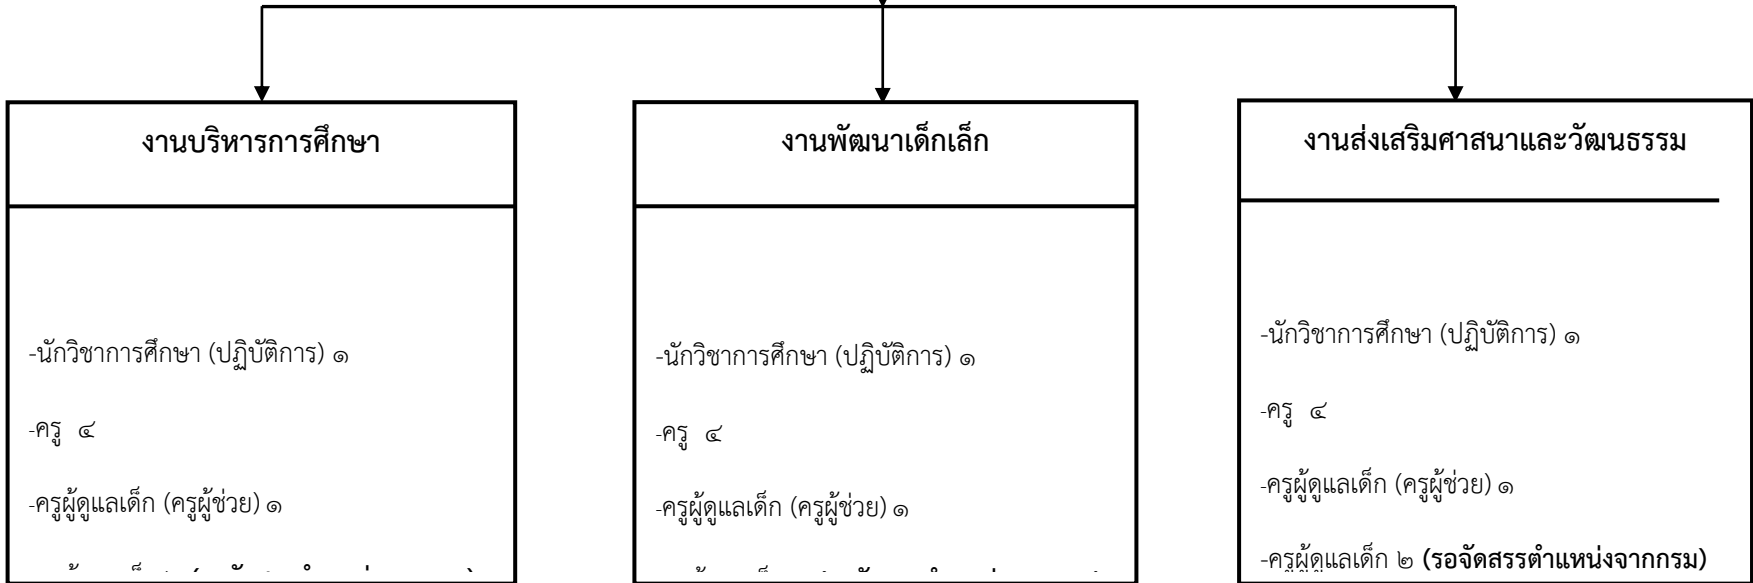 งานบริหารการศึกษา
-นักวิชาการศึกษา (ปฏิบัติการ) ๑
-ครู ๔
-ครูผู้ดูแลเด็ก (ครูผู้ช่วย) ๑
งานพัฒนาเด็กเล็ก
-นักวิชาการศึกษา (ปฏิบัติการ) ๑
-ครู ๔
-ครูผู้ดูแลเด็ก (ครูผู้ช่วย) ๑
งานส่งเสริมศาสนาและวัฒนธรรม
-นักวิชาการศึกษา (ปฏิบัติการ) ๑
-ครู ๔
-ครูผู้ดูแลเด็ก (ครูผู้ช่วย) ๑
-ครูผู้ดูแลเด็ก ๒ (รอจัดสรรตำแหน่งจากกรม)